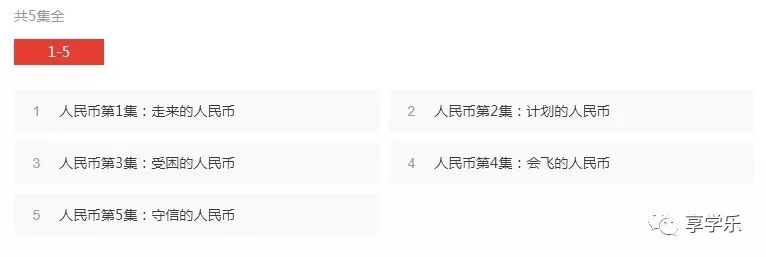 共5集全
1-5
1 人民币第1集：走来的人民币
2 人民币第2集：计划的人民币
3 人民币第3集：受困的人民币
4 人民币第4集：会飞的人民币
5 人民币第5集：守信的人民币
享学乐